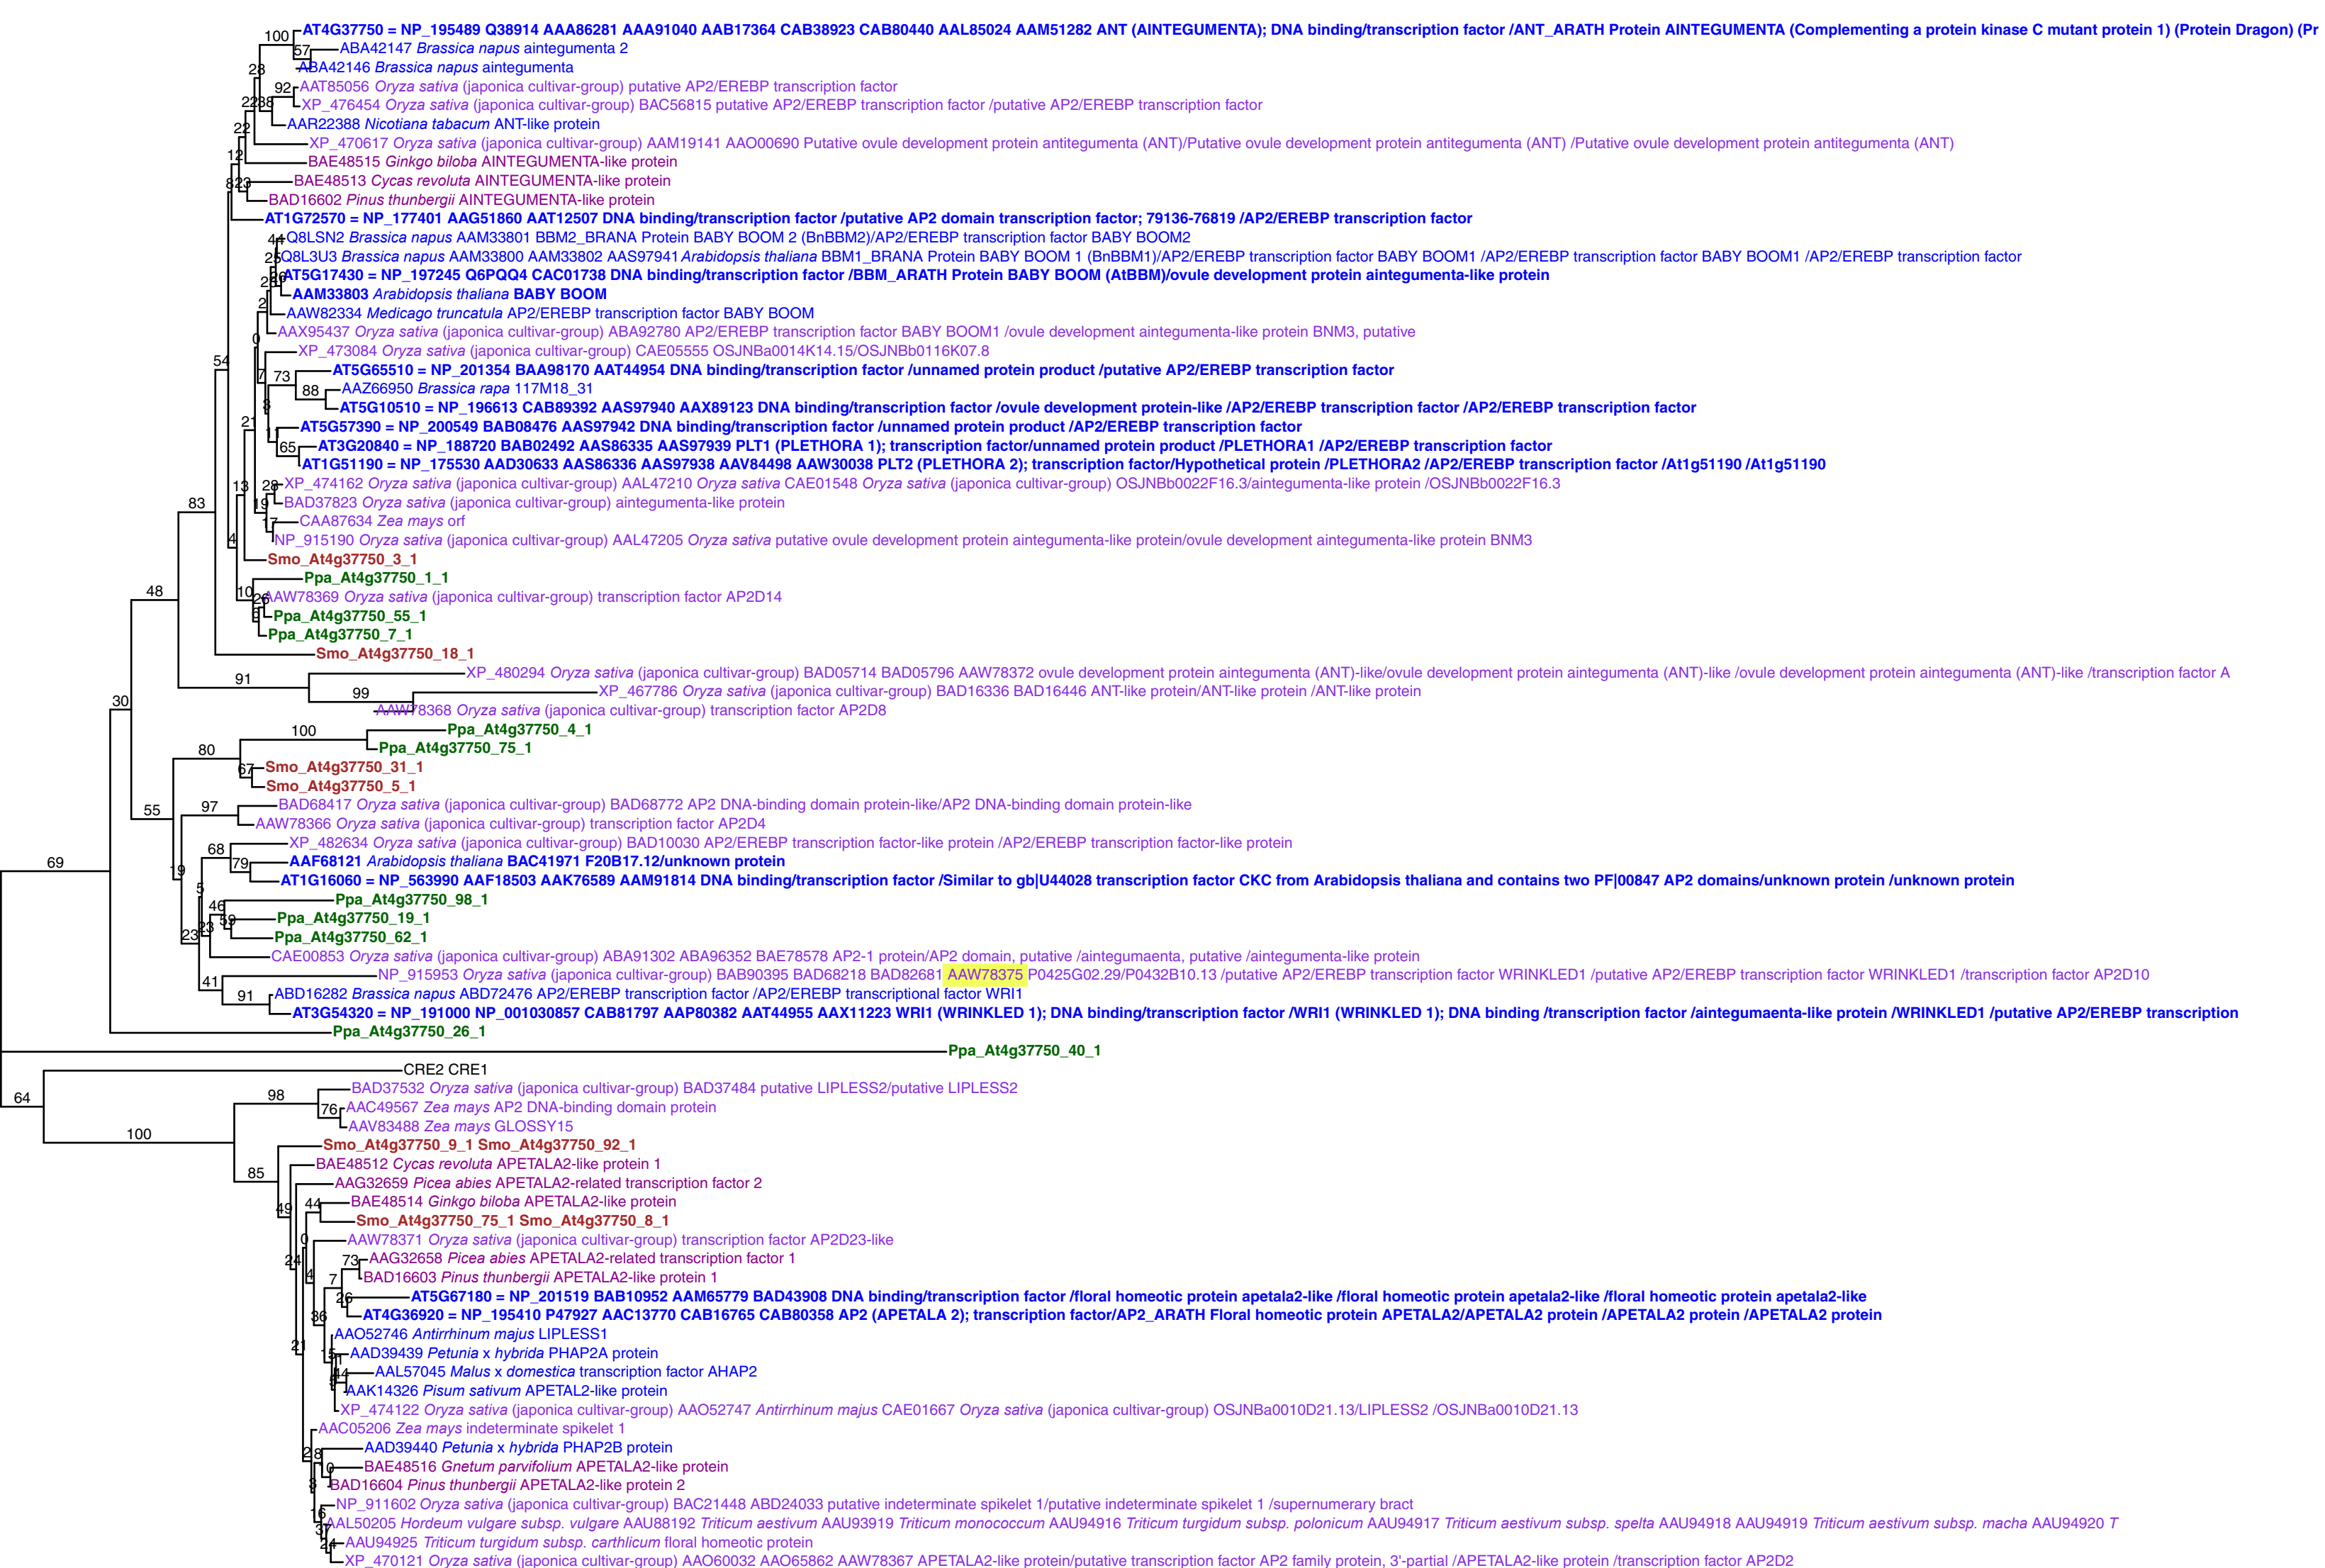 100 AT4G37750 = NP_195489 Q38914 AAA86281 AAA91040 AAB17364 CAB38923 CAB80440 AAL85024 AAM51282 ANT (AINTEGUMENTA); DNA binding/transcription factor /ANT_ARATH Protein AINTEGUMENTA (Complementing a protein kinase C mutant protein 1) (Protein Dragon) (Pr
57 ABA42147 Brassica napus aintegumenta 2
28 ABA42146 Brassica napus aintegumenta
92 AAT85056 Oryza sativa (japonica cultivar-group) putative AP2/EREBP transcription factor
22 38 XP_476454 Oryza sativa (japonica cultivar-group) BAC56815 putative AP2/EREBP transcription factor /putative AP2/EREBP transcription factor
22 AAR22388 Nicotiana tabacum ANT-like protein
XP_470617 Oryza sativa (japonica cultivar-group) AAM19141 AAO00690 Putative ovule development protein antitegumenta (ANT)/Putative ovule development protein antitegumenta (ANT) /Putative ovule development protein antitegumenta (ANT)
12 BAE48515 Ginkgo biloba AINTEGUMENTA-like protein
8 23 BAE48513 Cycas revoluta AINTEGUMENTA-like protein
BAD16602 Pinus thunbergii AINTEGUMENTA-like protein
AT1G72570 = NP_177401 AAG51860 AAT12507 DNA binding/transcription factor /putative AP2 domain transcription factor; 79136-76819 /AP2/EREBP transcription factor
44 Q8LSN2 Brassica napus AAM33801 BBM2_BRANA Protein BABY BOOM 2 (BnBBM2)/AP2/EREBP transcription factor BABY BOOM2
25 Q8L3U3 Brassica napus AAM33800 AAM33802 AAS97941 Arabidopsis thaliana BBM1_BRANA Protein BABY BOOM 1 (BnBBM1)/AP2/EREBP transcription factor BABY BOOM1 /AP2/EREBP transcription factor BABY BOOM1 /AP2/EREBP transcription factor
AT5G17430 = NP_197245 Q6PQQ4 CAC01738 DNA binding/transcription factor /BBM_ARATH Protein BABY BOOM (AtBBM)/ovule development protein aintegumenta-like protein
AAM33803 Arabidopsis thaliana BABY BOOM
2 AAW82334 Medicago truncatula AP2/EREBP transcription factor BABY BOOM
0 AAX95437 Oryza sativa (japonica cultivar-group) ABA92780 AP2/EREBP transcription factor BABY BOOM1 /ovule development aintegumenta-like protein BNM3, putative
54 XP_473084 Oryza sativa (japonica cultivar-group) CAE05555 OSJNBa0014K14.15/OSJNBb0116K07.8
7 73 AT5G65510 = NP_201354 BAA98170 AAT44954 DNA binding/transcription factor /unnamed protein product /putative AP2/EREBP transcription factor
88 AAZ66950 Brassica rapa 117M18_31
3 AT5G10510 = NP_196613 CAB89392 AAS97940 AAX89123 DNA binding/transcription factor /ovule development protein-like /AP2/EREBP transcription factor /AP2/EREBP transcription factor
21 11 AT5G57390 = NP_200549 BAB08476 AAS97942 DNA binding/transcription factor /unnamed protein product /AP2/EREBP transcription factor
65 AT3G20840 = NP_188720 BAB02492 AAS86335 AAS97939 PLT1 (PLETHORA 1); transcription factor/unnamed protein product /PLETHORA1 /AP2/EREBP transcription factor
AT1G51190 = NP_175530 AAD30633 AAS86336 AAS97938 AAV84498 AAW30038 PLT2 (PLETHORA 2); transcription factor/Hypothetical protein /PLETHORA2 /AP2/EREBP transcription factor /At1g51190 /At1g51190
13 28 XP_474162 Oryza sativa (japonica cultivar-group) AAL47210 Oryza sativa CAE01548 Oryza sativa (japonica cultivar-group) OSJNBb0022F16.3/aintegumenta-like protein /OSJNBb0022F16.3
83 19 BAD37823 Oryza sativa (japonica cultivar-group) aintegumenta-like protein
17 CAA87634 Zea mays orf
4 NP_915190 Oryza sativa (japonica cultivar-group) AAL47205 Oryza sativa putative ovule development protein aintegumenta-like protein/ovule development aintegumenta-like protein BNM3
Smo_At4g37750_3_1
Ppa_At4g37750_1_1
48 10 26 AAW78369 Oryza sativa (japonica cultivar-group) transcription factor AP2D14
Ppa_At4g37750_55_1
Ppa_At4g37750_7_1
Smo_At4g37750_18_1
91 XP_480294 Oryza sativa (japonica cultivar-group) BAD05714 BAD05796 AAW78372 ovule development protein aintegumenta (ANT)-like/ovule development protein aintegumenta (ANT)-like /ovule development protein aintegumenta (ANT)-like /transcription factor A
99 XP_467786 Oryza sativa (japonica cultivar-group) BAD16336 BAD16446 ANT-like protein/ANT-like protein /ANT-like protein
30 AAW78368 Oryza sativa (japonica cultivar-group) transcription factor AP2D8
100 Ppa_At4g37750_4_1
80 Ppa_At4g37750_75_1
67 Smo_At4g37750_31_1
Smo_At4g37750_5_1
55 97 BAD68417 Oryza sativa (japonica cultivar-group) BAD68772 AP2 DNA-binding domain protein-like/AP2 DNA-binding domain protein-like
AAW78366 Oryza sativa (japonica cultivar-group) transcription factor AP2D4
68 XP_482634 Oryza sativa (japonica cultivar-group) BAD10030 AP2/EREBP transcription factor-like protein /AP2/EREBP transcription factor-like protein
69 19 79 AAF68121 Arabidopsis thaliana BAC41971 F20B17.12/unknown protein
5 AT1G16060 = NP_563990 AAF18503 AAK76589 AAM91814 DNA binding/transcription factor /Similar to gb|U44028 transcription factor CKC from Arabidopsis thaliana and contains two PF|00847 AP2 domains/unknown protein /unknown protein
46 Ppa_At4g37750_98_1
59 Ppa_At4g37750_19_1
23 23 Ppa_At4g37750_62_1
CAE00853 Oryza sativa (japonica cultivar-group) ABA91302 ABA96352 BAE78578 AP2-1 protein/AP2 domain, putative /aintegumaenta, putative /aintegumenta-like protein
41 NP_915953 Oryza sativa (japonica cultivar-group) BAB90395 BAD68218 BAD82681 AAW78375 P0425G02.29/P0432B10.13 /putative AP2/EREBP transcription factor WRINKLED1 /putative AP2/EREBP transcription factor WRINKLED1 /transcription factor AP2D10
91 ABD16282 Brassica napus ABD72476 AP2/EREBP transcription factor /AP2/EREBP transcriptional factor WRI1
AT3G54320 = NP_191000 NP_001030857 CAB81797 AAP80382 AAT44955 AAX11223 WRI1 (WRINKLED 1); DNA binding/transcription factor /WRI1 (WRINKLED 1); DNA binding /transcription factor /aintegumaenta-like protein /WRINKLED1 /putative AP2/EREBP transcription
Ppa_At4g37750_26_1
Ppa_At4g37750_40_1
CRE2 CRE1
64 98 BAD37532 Oryza sativa (japonica cultivar-group) BAD37484 putative LIPLESS2/putative LIPLESS2
76 AAC49567 Zea mays AP2 DNA-binding domain protein
100 AAV83488 Zea mays GLOSSY15
Smo_At4g37750_9_1 Smo_At4g37750_92_1
85 BAE48512 Cycas revoluta APETALA2-like protein 1
AAG32659 Picea abies APETALA2-related transcription factor 2
49 44 BAE48514 Ginkgo biloba APETALA2-like protein
Smo_At4g37750_75_1 Smo_At4g37750_8_1
0 AAW78371 Oryza sativa (japonica cultivar-group) transcription factor AP2D23-like
24 73 AAG32658 Picea abies APETALA2-related transcription factor 1
4 7 BAD16603 Pinus thunbergii APETALA2-like protein 1
26 AT5G67180 = NP_201519 BAB10952 AAM65779 BAD43908 DNA binding/transcription factor /floral homeotic protein apetala2-like /floral homeotic protein apetala2-like /floral homeotic protein apetala2-like
36 AT4G36920 = NP_195410 P47927 AAC13770 CAB16765 CAB80358 AP2 (APETALA 2); transcription factor/AP2_ARATH Floral homeotic protein APETALA2/APETALA2 protein /APETALA2 protein /APETALA2 protein
AAO52746 Antirrhinum majus LIPLESS1
21 AAD39439 Petunia x hybrida PHAP2A protein
44 AAL57045 Malus x domestica transcription factor AHAP2
AAK14326 Pisum sativum APETAL2-like protein
XP_474122 Oryza sativa (japonica cultivar-group) AAO52747 Antirrhinum majus CAE01667 Oryza sativa (japonica cultivar-group) OSJNBa0010D21.13/LIPLESS2 /OSJNBa0010D21.13
AAC05206 Zea mays indeterminate spikelet 1
2 8 AAD39440 Petunia x hybrida PHAP2B protein
BAE48516 Gnetum parvifolium APETALA2-like protein
3 BAD16604 Pinus thunbergii APETALA2-like protein 2
16 NP_911602 Oryza sativa (japonica cultivar-group) BAC21448 ABD24033 putative indeterminate spikelet 1/putative indeterminate spikelet 1 /supernumerary bract
AAL50205 Hordeum vulgare subsp. vulgare AAU88192 Triticum aestivum AAU93919 Triticum monococcum AAU94916 Triticum turgidum subsp. polonicum AAU94917 Triticum aestivum subsp. spelta AAU94918 AAU94919 Triticum aestivum subsp. macha AAU94920 T
24 AAU94925 Triticum turgidum subsp. carthlicum floral homeotic protein
XP_470121 Oryza sativa (japonica cultivar-group) AAO60032 AAO65862 AAW78367 APETALA2-like protein/putative transcription factor AP2 family protein, 3'-partial /APETALA2-like protein /transcription factor AP2D2